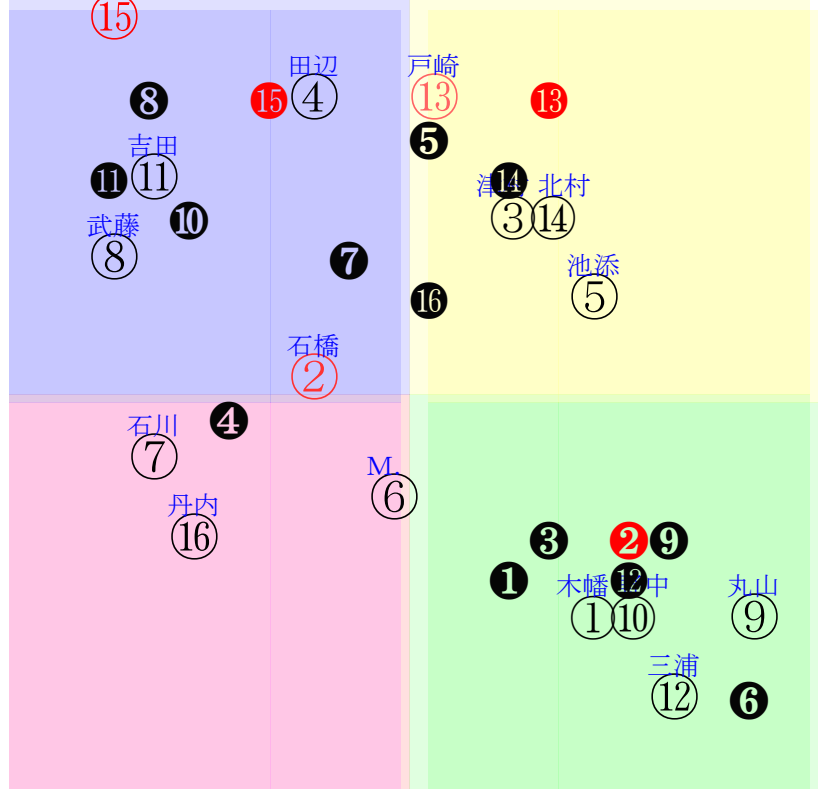 ⑮
田辺 戸崎
❽ ⓯ ④ ⑬ ⓭
❺
吉田
⓫ ⑪ ⓮
北村
武藤 ❿ ③ ⑭
⑧ ❼ 池添
⓰ ⑤
石橋
②
石川 ❹
⑦ M.
丹内 ⑥
⑯ ❸ ❷ ❾
❶ 木幡 ⓬ 丸山
① ⑩ ⑨
三浦
⑫ ❻